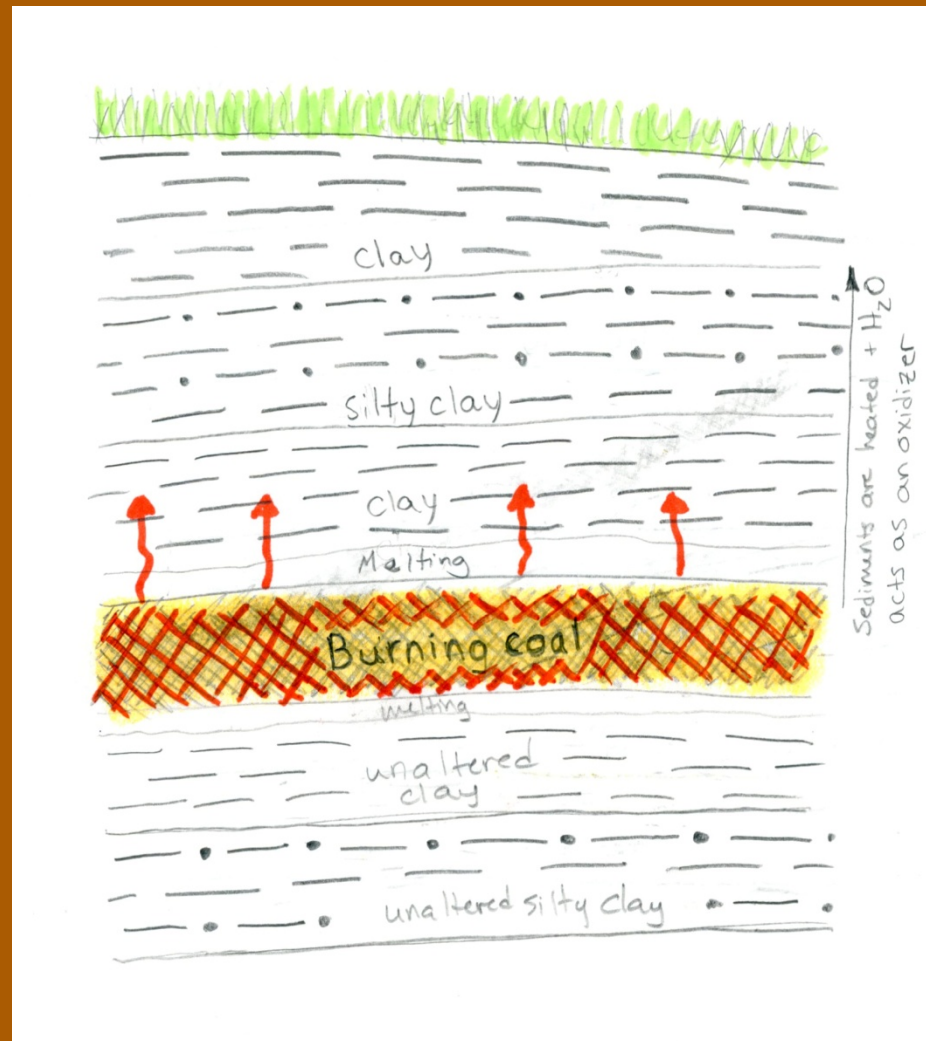 clay
silty clay
clay
Melting
Burning coal
melting
unaltered
clay
unaltered silty clay
Sediments are heated + H₂O
acts as an oxidizer